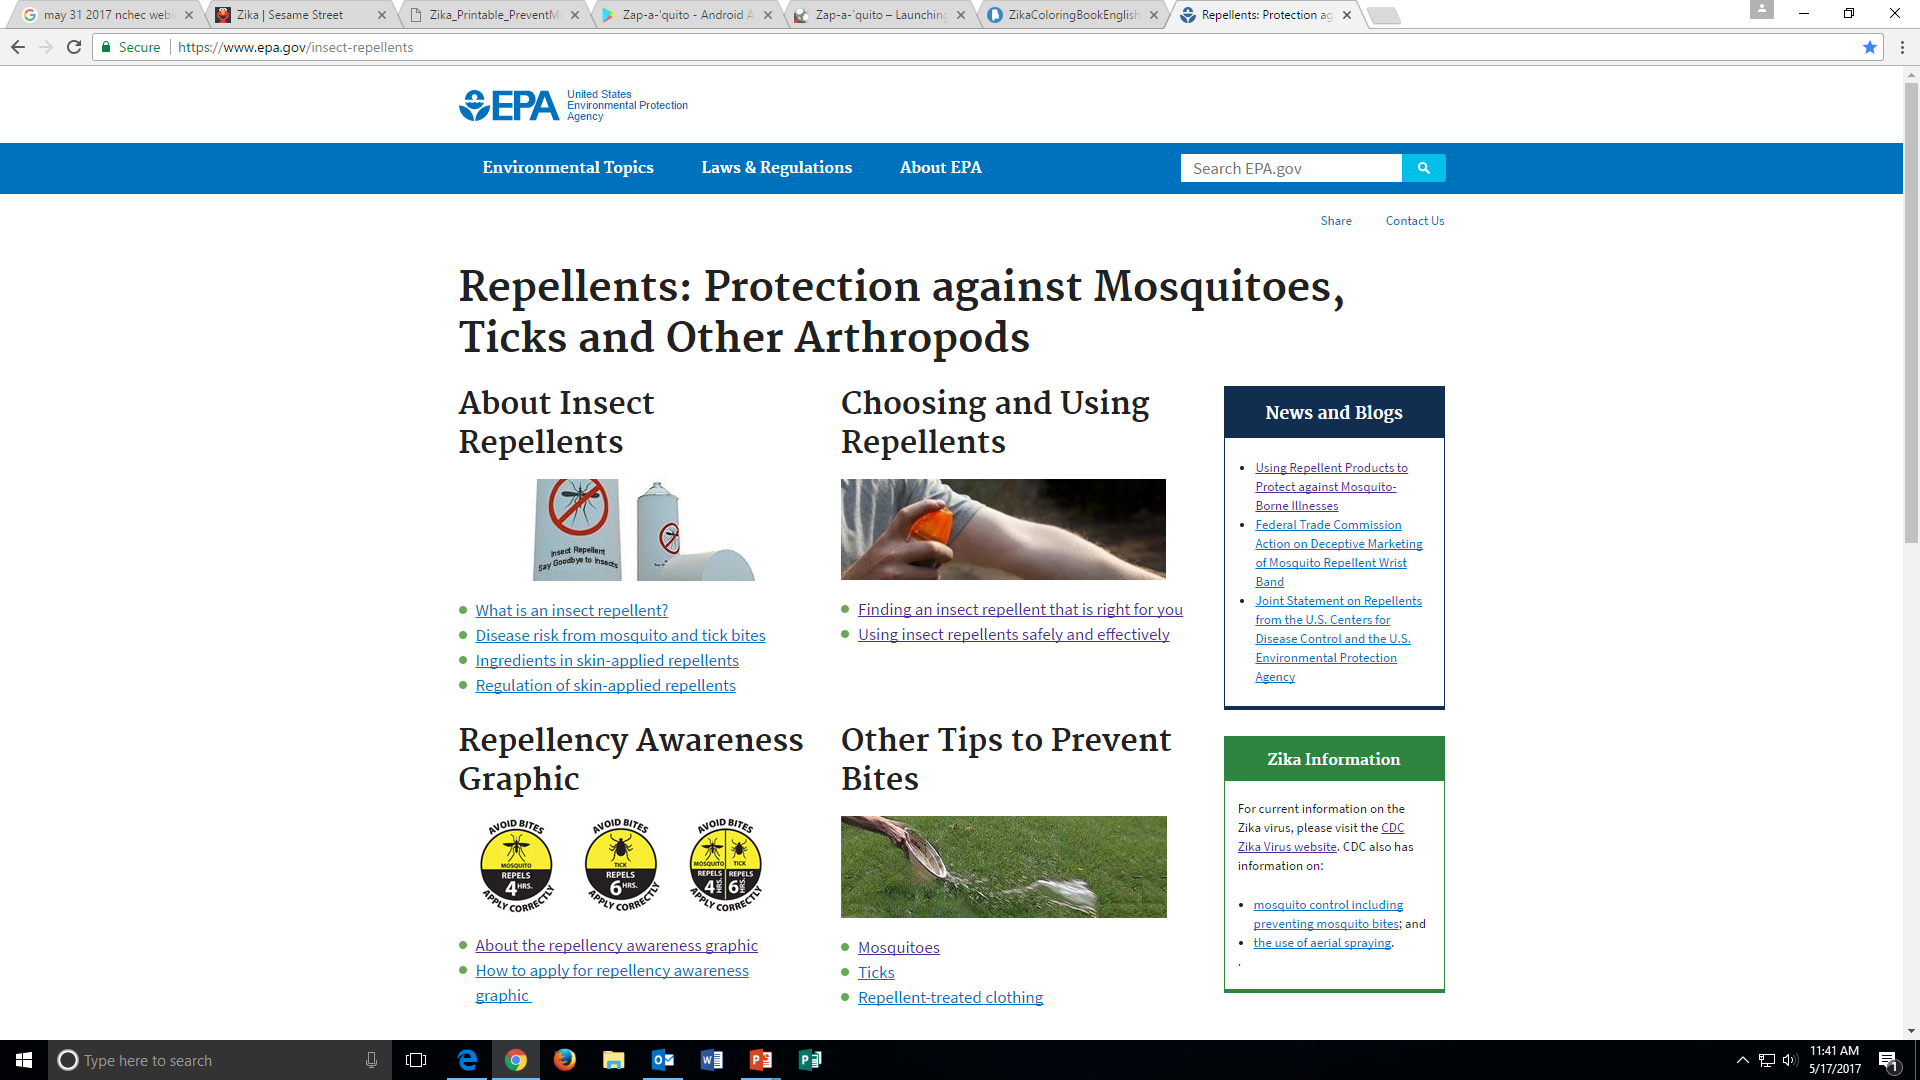 may 31 2017 nchec webi
Zika | Sesame Street
Zika_Printable_PreventM
Zap-a-'quito - Android A
Zap-a-`quito – Launching
ZikaColoringBookEnglish
Repellents: Protection ag
Secure
https://www.epa.gov/insect-repellents
EPA
United States
Environmental Protection
Agency
Environmental Topics
Laws & Regulations
About EPA
Search EPA.gov
Share
Contact Us
Repellents: Protection against Mosquitoes,
Ticks and Other Arthropods
About Insect
Repellents
Insect Repellent
Say Goodbye to Insects
What is an insect repellent?
Disease risk from mosquito and tick bites
Ingredients in skin-applied repellents
Regulation of skin-applied repellents
Choosing and Using
Repellents
Finding an insect repellent that is right for you
Using insect repellents safely and effectively
News and Blogs
Using Repellent Products to
Protect against Mosquito-
Borne Illnesses
Federal Trade Commission
Action on Deceptive Marketing
of Mosquito Repellent Wrist
Band
Joint Statement on Repellents
from the U.S. Centers for
Disease Control and the U.S.
Environmental Protection
Agency
Repellency Awareness
Graphic
AVOID BITES
MOSQUITO
REPELS
4 HRS.
APPLY CORRECTLY
AVOID BITES
TICK
REPELS
6 HRS.
APPLY CORRECTLY
AVOID BITES
MOSQUITO
TICK
REPELS
REPELS
4 HRS.
6 HRS.
APPLY CORRECTLY
About the repellency awareness graphic
How to apply for repellency awareness
graphic
Other Tips to Prevent
Bites
Mosquitoes
Ticks
Repellent-treated clothing
Zika Information
For current information on the
Zika virus, please visit the CDC
Zika Virus website. CDC also has
information on:
mosquito control including
preventing mosquito bites; and
the use of aerial spraying.
.
Type here to search
11:41 AM
5/17/2017
1